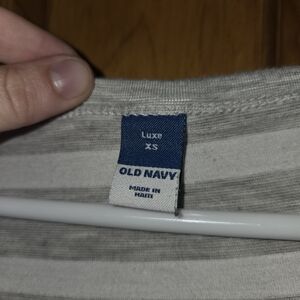 Luxe
XS
OLD NAVY
MADE IN
HAITI